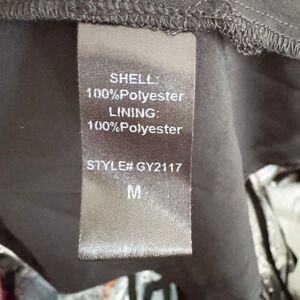 SHELL:
100%Polyester
LINING:
100%Polyester
STYLE# GY2117
M